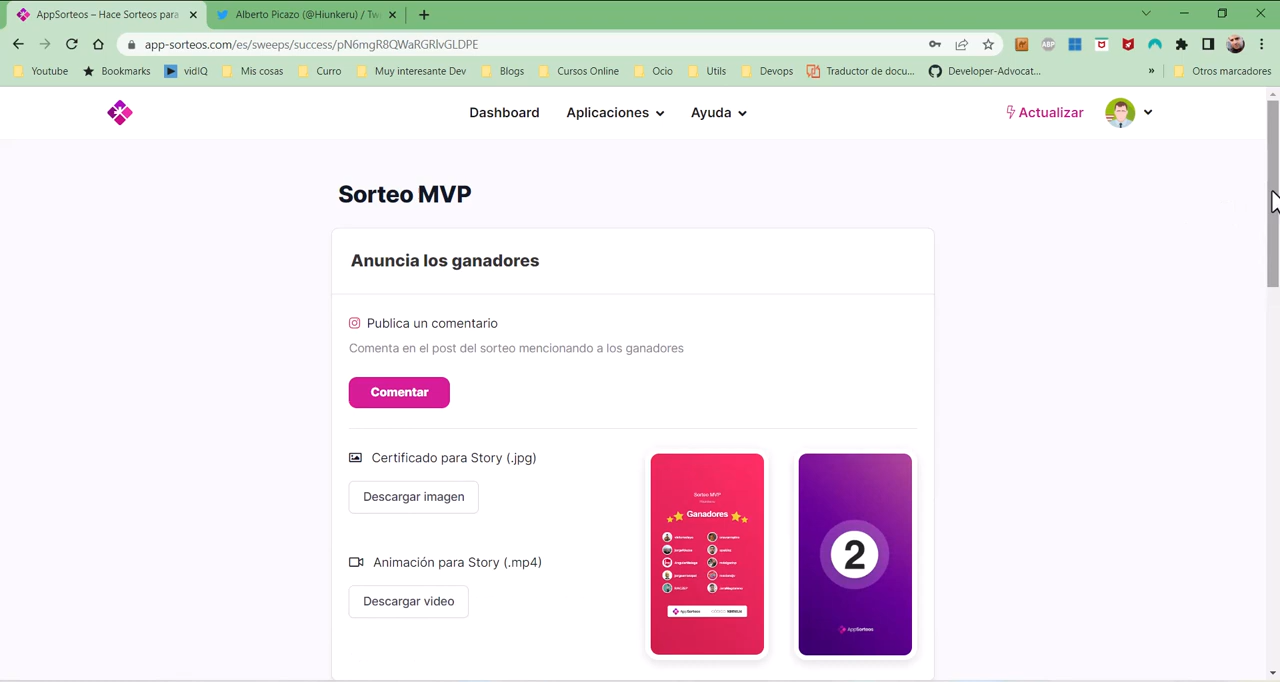 AppSorteos – Hace Sorteos para
Alberto Picazo (@Hiunkeru) / Tw
app-sorteos.com/es/sweeps/success/pN6mgR8QWaRGRlvGLDPE
Youtube
Bookmarks
vidIQ
Mis cosas
Curro
Muy interesante Dev
Blogs
Cursos Online
Ocio
Utils
Devops
Traductor de docu...
Developer-Advocat...
»
Otros marcadores
Dashboard
Aplicaciones
Ayuda
Actualizar
Sorteo MVP
Anuncia los ganadores
Publica un comentario
Comenta en el post del sorteo mencionando a los ganadores
Comentar
Certificado para Story (.jpg)
Descargar imagen
Animación para Story (.mp4)
Descargar video
Sorteo MVP
Ganadores
AppSorteos
2
AppSorteos